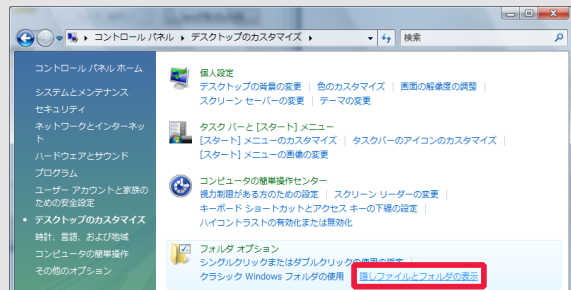 コントロール パネル ▸ デスクトップのカスタマイズ ▸
検索
コントロール パネル ホーム
システムとメンテナンス
セキュリティ
ネットワークとインターネッ
ト
ハードウェアとサウンド
プログラム
ユーザー アカウントと家族の
ための安全設定
• デスクトップのカスタマイズ
時計、言語、および地域
コンピュータの簡単操作
その他のオプション
個人設定
デスクトップの背景の変更 | 色のカスタマイズ | 画面の解像度の調整 |
スクリーン セーバーの変更 | テーマの変更
タスク バーと [スタート] メニュー
[スタート] メニューのカスタマイズ | タスクバーのアイコンのカスタマイズ |
[スタート] メニューの画像の変更
コンピュータの簡単操作センター
視力制限がある方のための設定 | スクリーン リーダーの変更 |
キーボード ショートカットとアクセス キーの下線の設定 |
ハイコントラストの有効化または無効化
フォルダ オプション
シングルクリックまたはダブルクリックの使用の指定 |
クラシック Windows フォルダの使用 | 隠しファイルとフォルダの表示